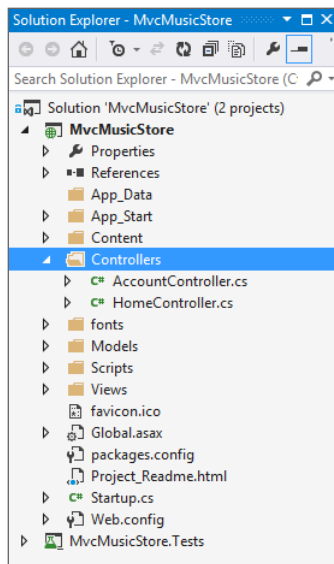 Solution Explorer
Search Solution Explorer - MvcMusicStore (C
Solution 'MvcMusicStore' (2 projects)
MvcMusicStore
Properties
References
App_Data
App_Start
Content
Controllers
C# AccountController.cs
C# HomeController.cs
fonts
Models
Scripts
Views
favicon.ico
Global.asax
packages.config
Project_Readme.html
C# Startup.cs
Web.config
MvcMusicStore.Tests